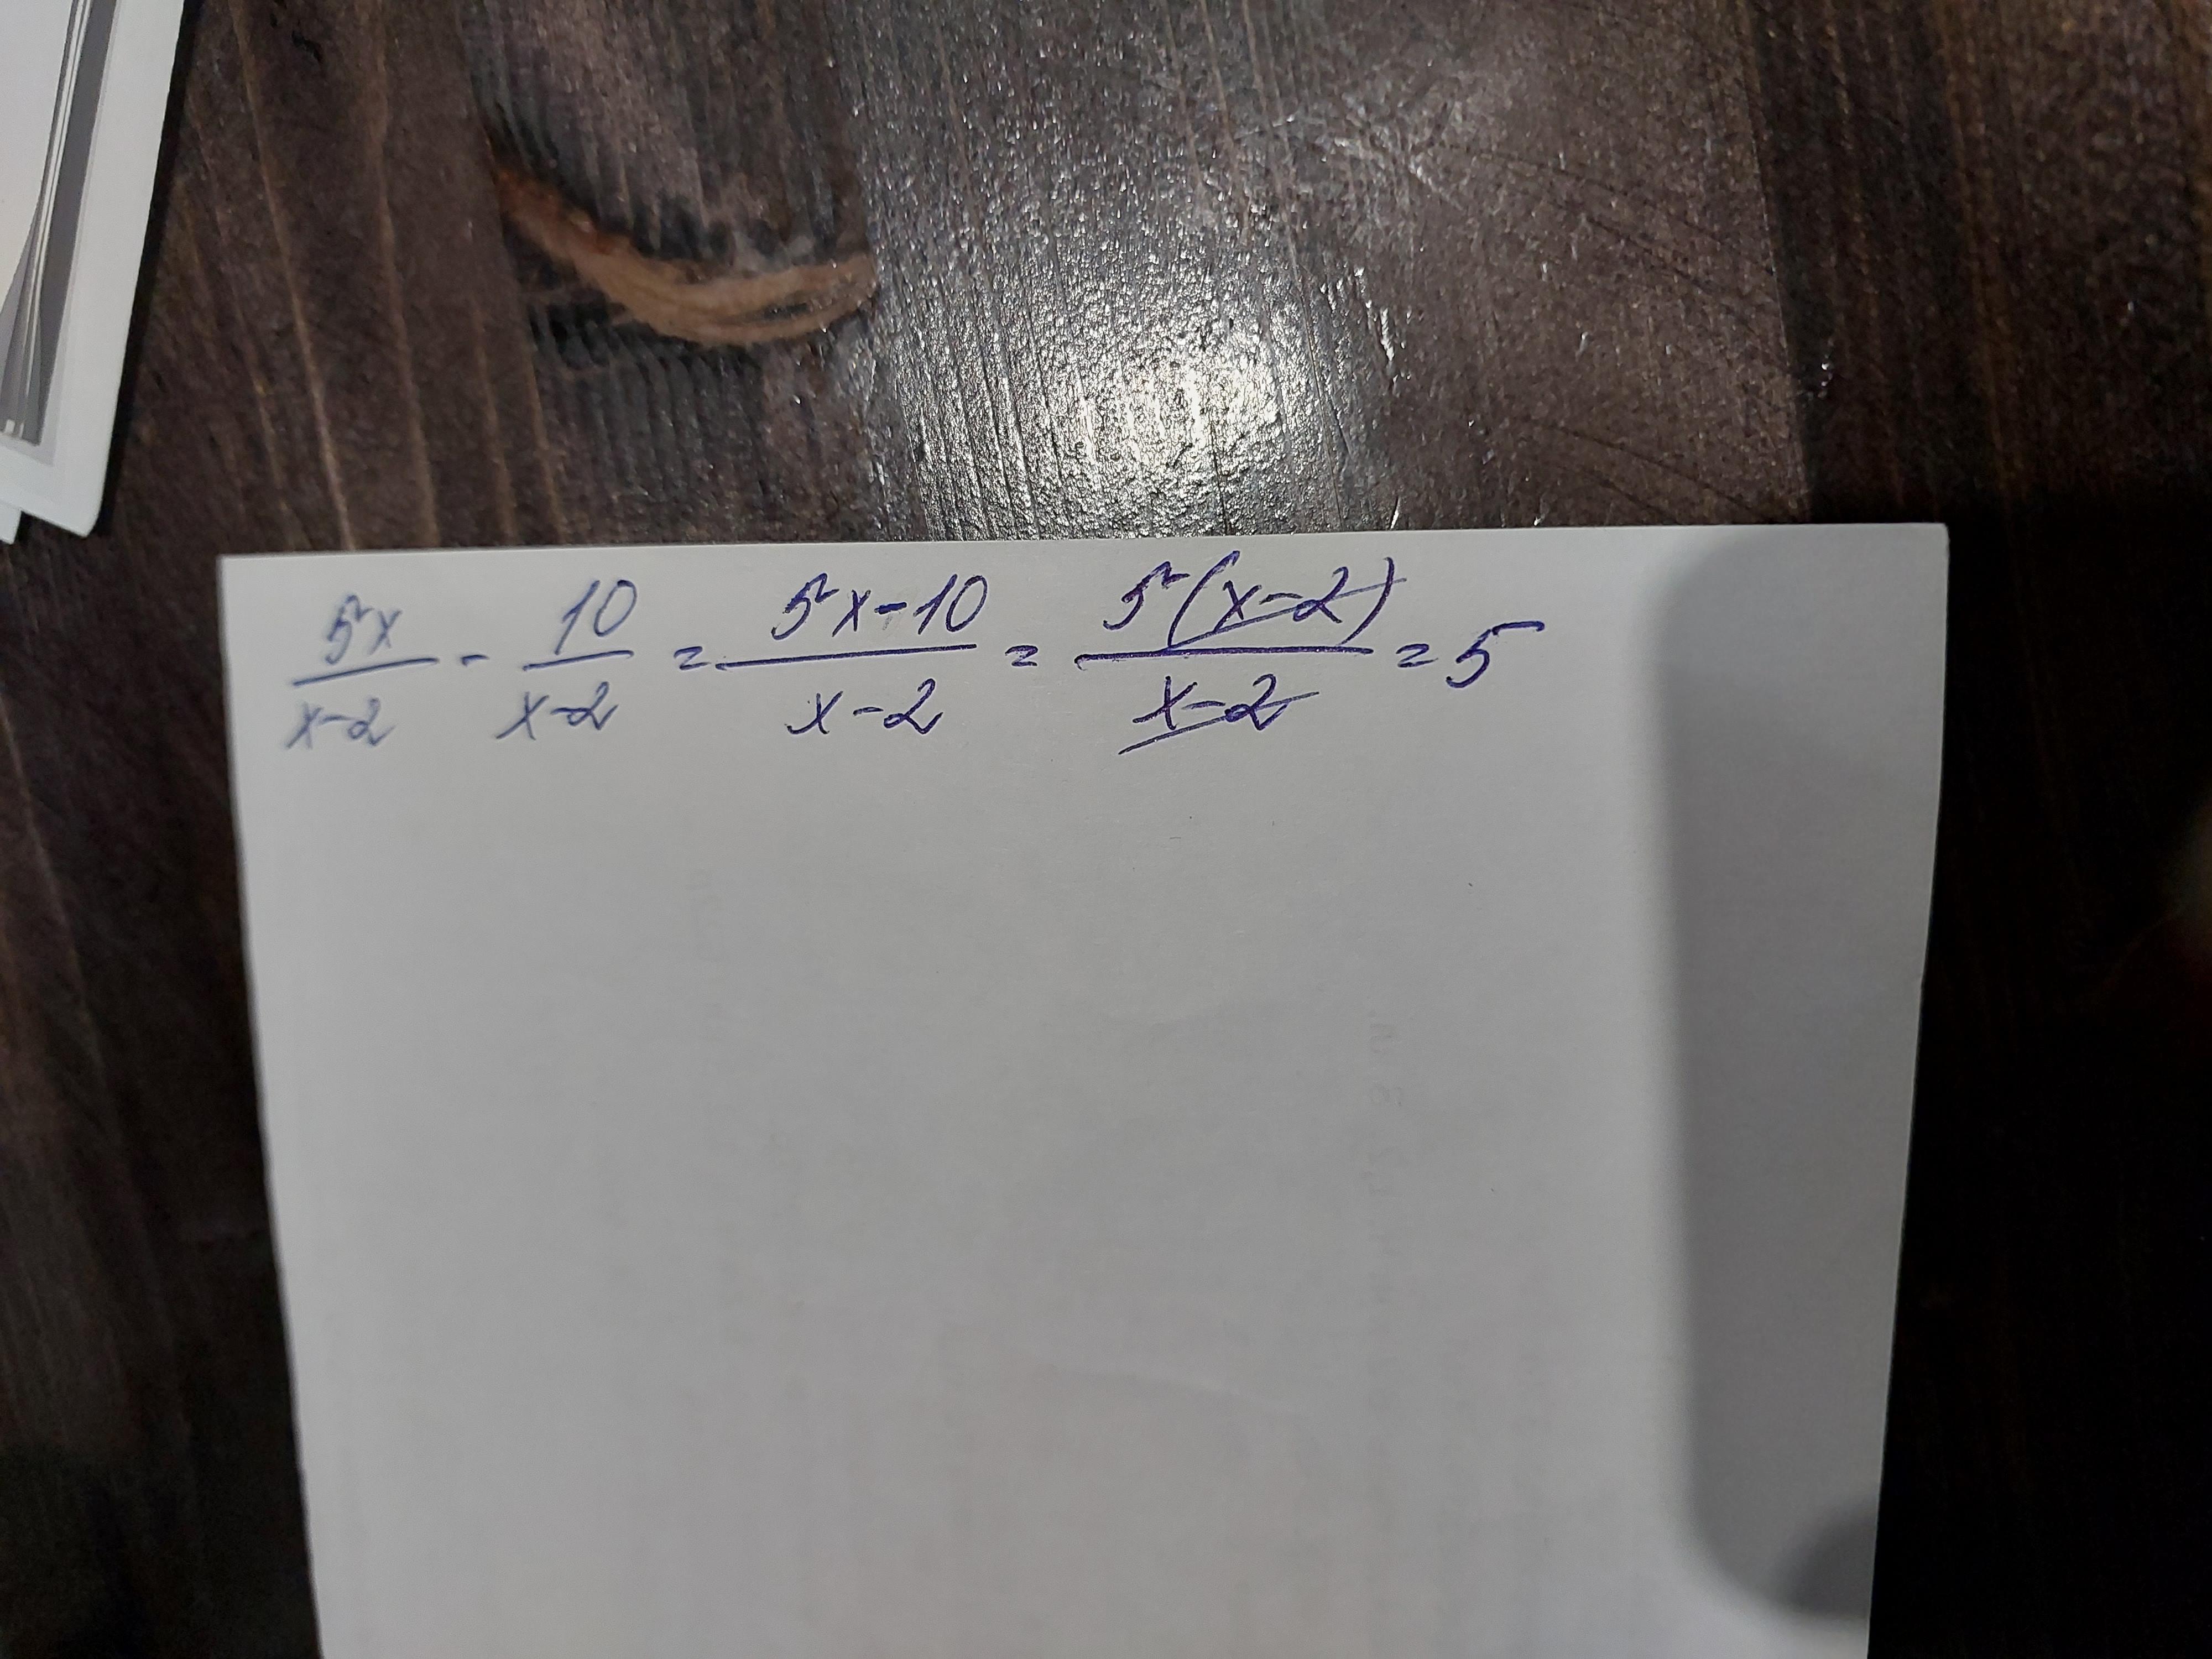 5x/(x-2) - 10/(x-2) = (5x-10)/(x-2) = 5(x-2)/(x-2) = 5